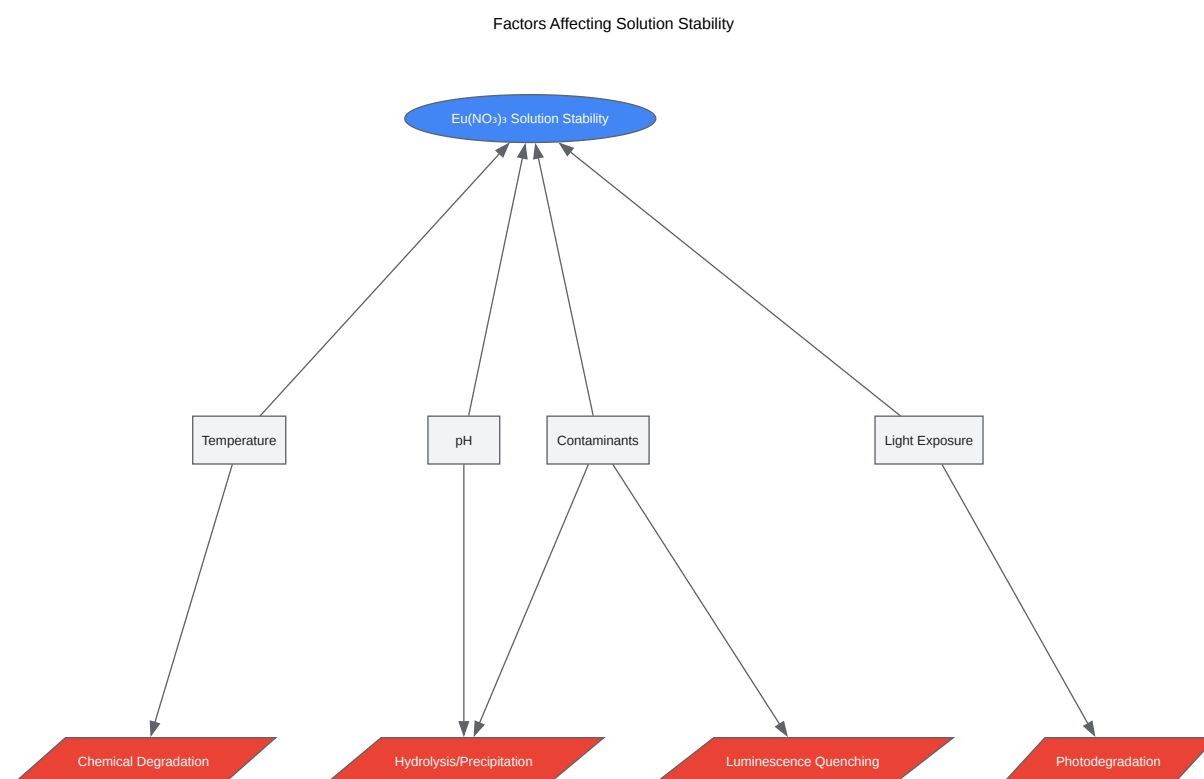 Factors Affecting Solution Stability
Eu(NO₃)₃ Solution Stability
Temperature
pH
Contaminants
Light Exposure
Chemical Degradation
Hydrolysis/Precipitation
Luminescence Quenching
Photodegradation